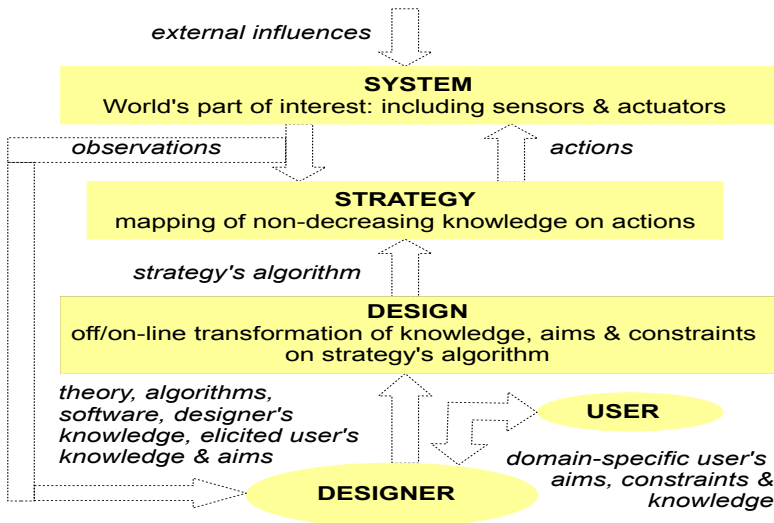 external influences
SYSTEM
World's part of interest: including sensors & actuators
observations
actions
STRATEGY
mapping of non-decreasing knowledge on actions
strategy's algorithm
DESIGN
off/on-line transformation of knowledge, aims & constraints
on strategy's algorithm
theory, algorithms,
software, designer's
knowledge, elicited user's
knowledge & aims
USER
domain-specific user's
aims, constraints &
knowledge
DESIGNER